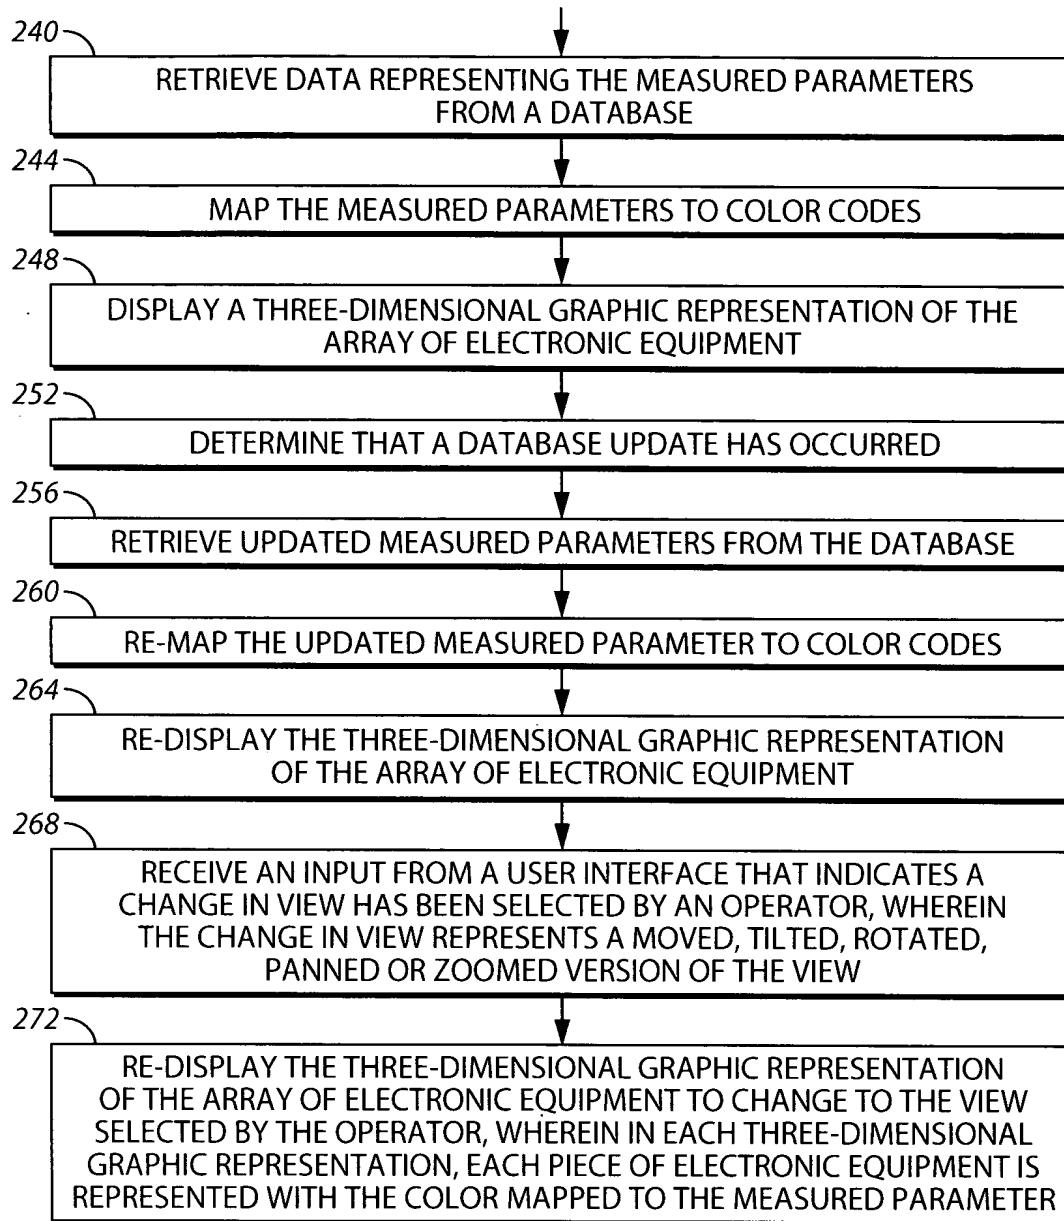 240
RETRIEVE DATA REPRESENTING THE MEASURED PARAMETERS
FROM A DATABASE
244
MAP THE MEASURED PARAMETERS TO COLOR CODES
248
DISPLAY A THREE-DIMENSIONAL GRAPHIC REPRESENTATION OF THE
ARRAY OF ELECTRONIC EQUIPMENT
252
DETERMINE THAT A DATABASE UPDATE HAS OCCURRED
256
RETRIEVE UPDATED MEASURED PARAMETERS FROM THE DATABASE
260
RE-MAP THE UPDATED MEASURED PARAMETER TO COLOR CODES
264
RE-DISPLAY THE THREE-DIMENSIONAL GRAPHIC REPRESENTATION
OF THE ARRAY OF ELECTRONIC EQUIPMENT
268
RECEIVE AN INPUT FROM A USER INTERFACE THAT INDICATES A
CHANGE IN VIEW HAS BEEN SELECTED BY AN OPERATOR, WHEREIN
THE CHANGE IN VIEW REPRESENTS A MOVED, TILTED, ROTATED,
PANNED OR ZOOMED VERSION OF THE VIEW
272
RE-DISPLAY THE THREE-DIMENSIONAL GRAPHIC REPRESENTATION
OF THE ARRAY OF ELECTRONIC EQUIPMENT TO CHANGE TO THE VIEW
SELECTED BY THE OPERATOR, WHEREIN IN EACH THREE-DIMENSIONAL
GRAPHIC REPRESENTATION, EACH PIECE OF ELECTRONIC EQUIPMENT IS
REPRESENTED WITH THE COLOR MAPPED TO THE MEASURED PARAMETER